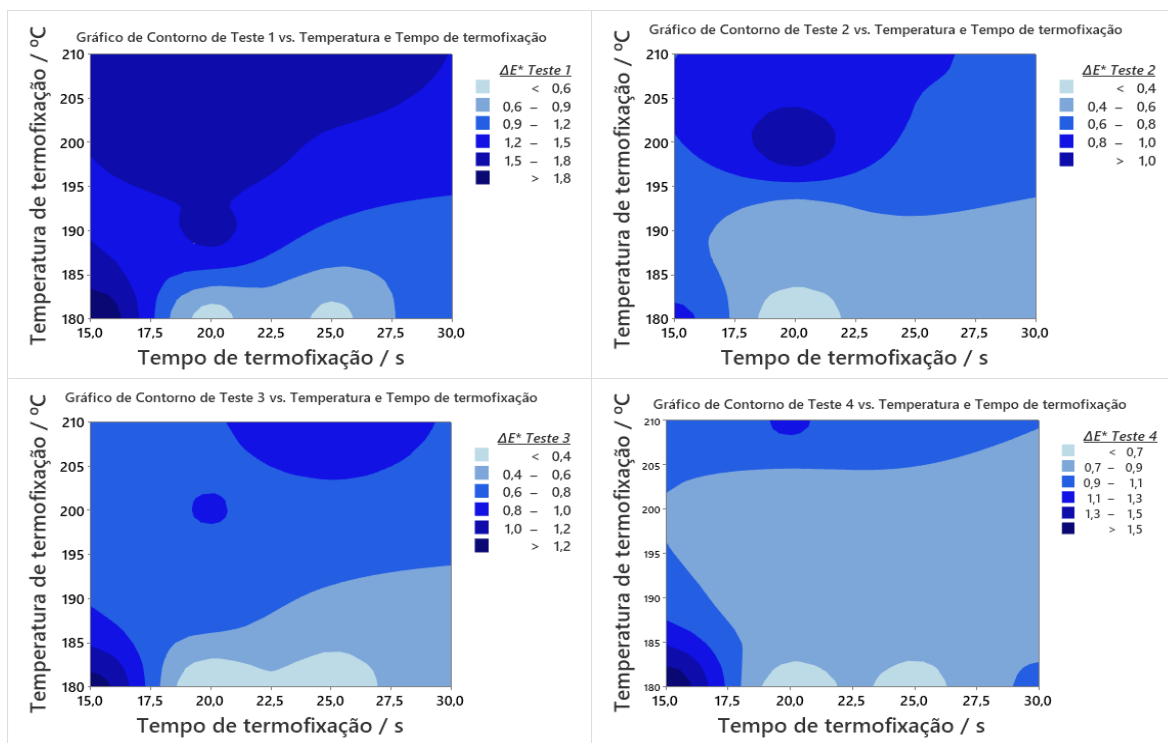 Gráfico de Contorno de Teste 1 vs. Temperatura e Tempo de termofixação
Temperatura de termofixação / ºC
210
205
200
195
190
185
180
15,0 17,5 20,0 22,5 25,0 27,5 30,0
Tempo de termofixação / s
ΔE* Teste 1
< 0,6
0,6 – 0,9
0,9 – 1,2
1,2 – 1,5
1,5 – 1,8
> 1,8
Gráfico de Contorno de Teste 2 vs. Temperatura e Tempo de termofixação
Temperatura de termofixação / ºC
210
205
200
195
190
185
180
15,0 17,5 20,0 22,5 25,0 27,5 30,0
Tempo de termofixação / s
ΔE* Teste 2
< 0,4
0,4 – 0,6
0,6 – 0,8
0,8 – 1,0
> 1,0
Gráfico de Contorno de Teste 3 vs. Temperatura e Tempo de termofixação
Temperatura de termofixação / ºC
210
205
200
195
190
185
180
15,0 17,5 20,0 22,5 25,0 27,5 30,0
Tempo de termofixação / s
ΔE* Teste 3
< 0,4
0,4 – 0,6
0,6 – 0,8
0,8 – 1,0
1,0 – 1,2
> 1,2
Gráfico de Contorno de Teste 4 vs. Temperatura e Tempo de termofixação
Temperatura de termofixação / ºC
210
205
200
195
190
185
180
15,0 17,5 20,0 22,5 25,0 27,5 30,0
Tempo de termofixação / s
ΔE* Teste 4
< 0,7
0,7 – 0,9
0,9 – 1,1
1,1 – 1,3
1,3 – 1,5
> 1,5